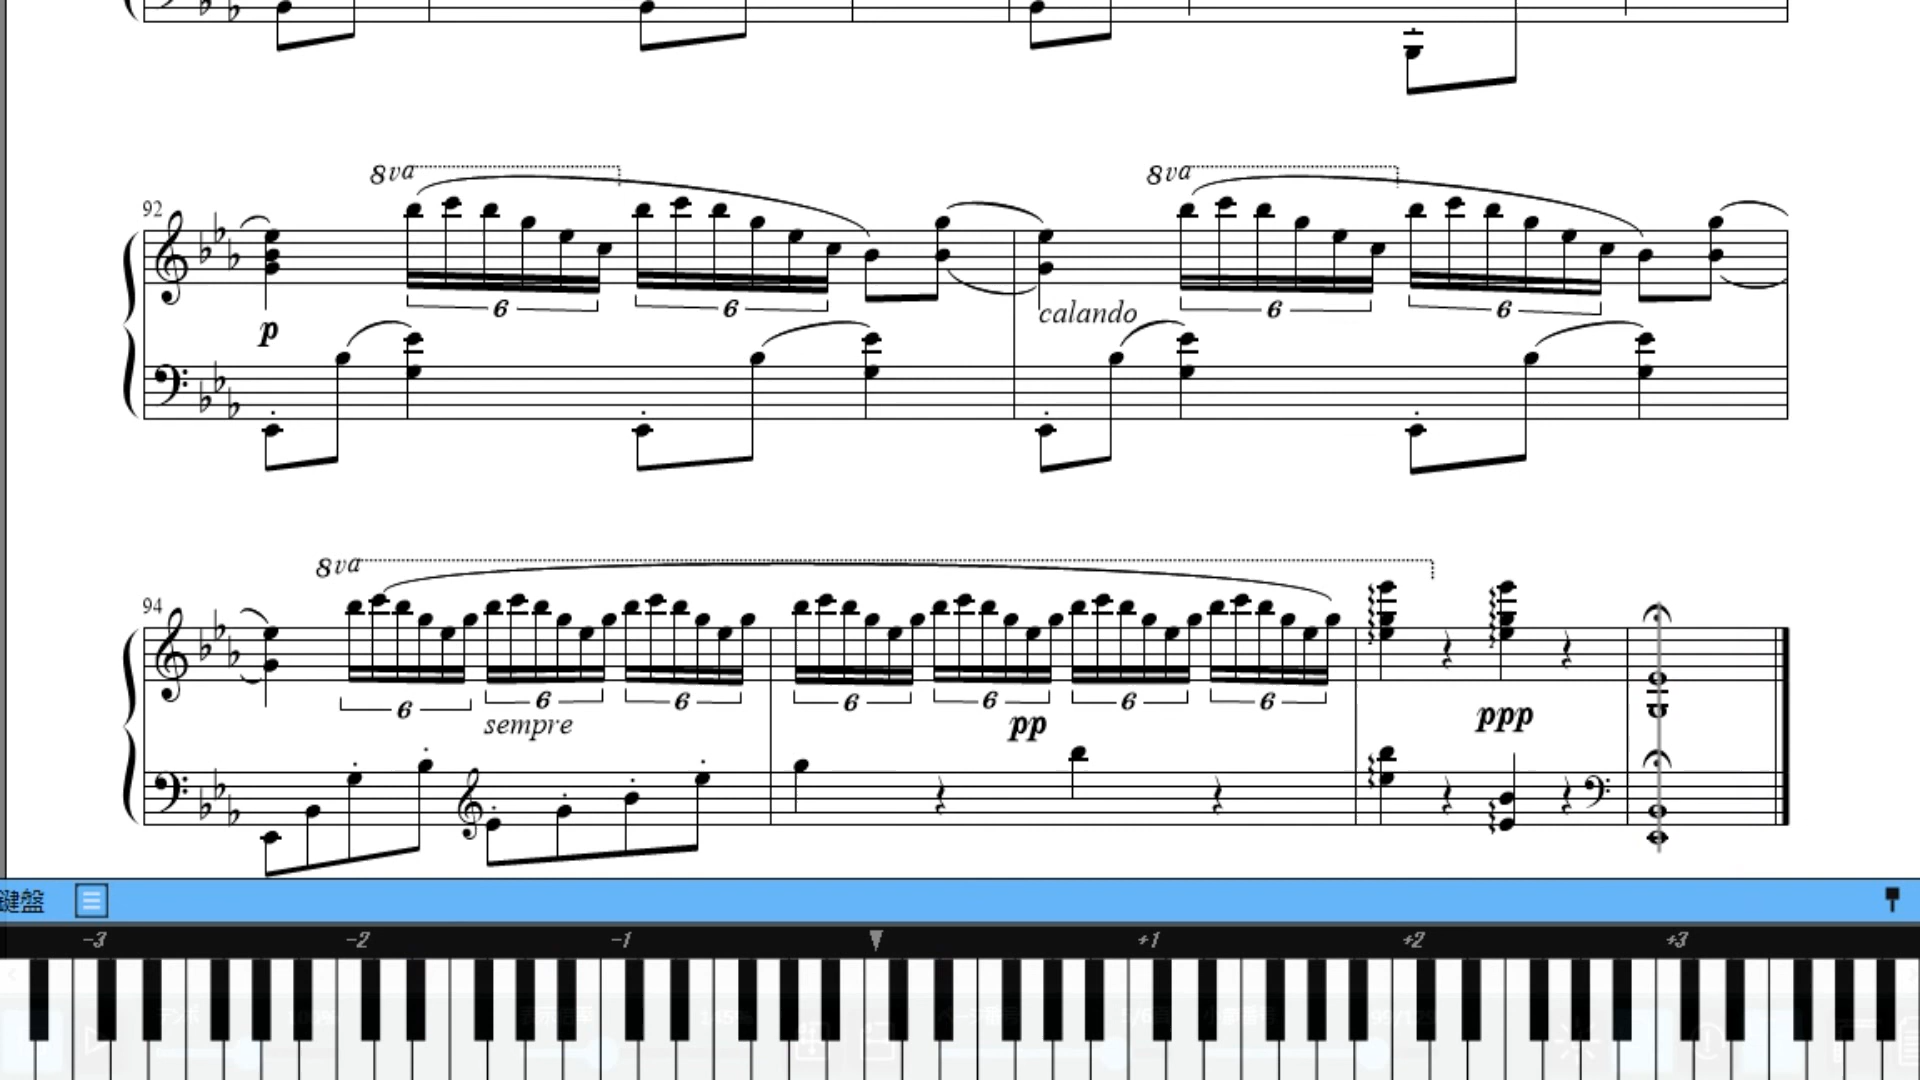 8va 8va
92
6 6 6 6
p calando
8va
94
6 6 6 6 6 6 6
sempre pp ppp
鍵盤
-3 -2 -1 +1 +2 +3